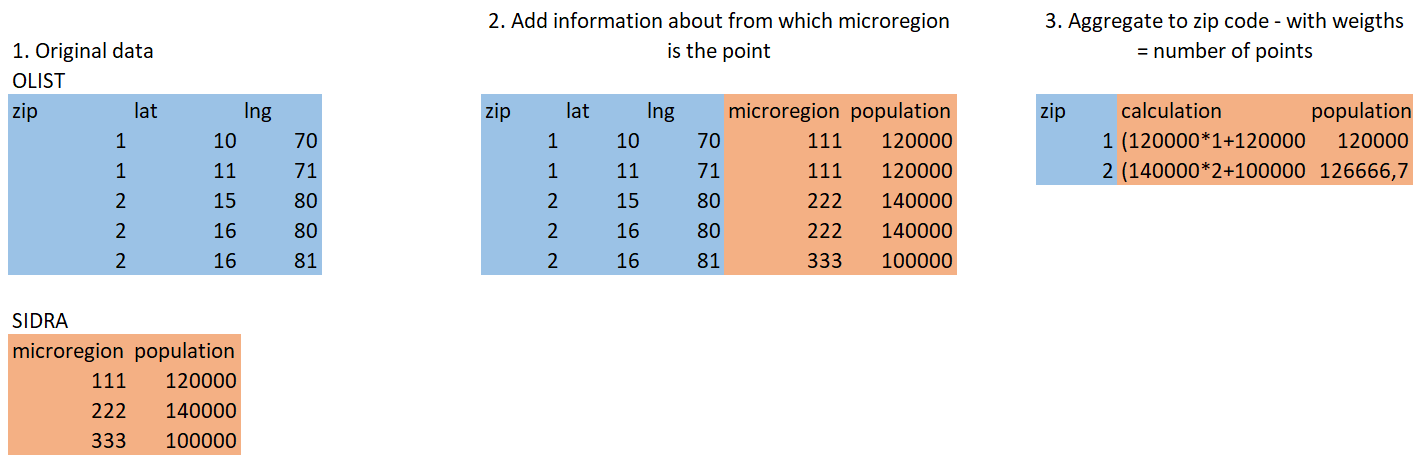 1. Original data
OLIST
zip lat lng
1 10 70
1 11 71
2 15 80
2 16 80
2 16 81
SIDRA
microregion population
111 120000
222 140000
333 100000
2. Add information about from which microregion
is the point
zip lat lng microregion population
1 10 70 111 120000
1 11 71 111 120000
2 15 80 222 140000
2 16 80 222 140000
2 16 81 333 100000
3. Aggregate to zip code - with weigths
= number of points
zip calculation population
1 (120000*1+120000 120000
2 (140000*2+100000 126666,7